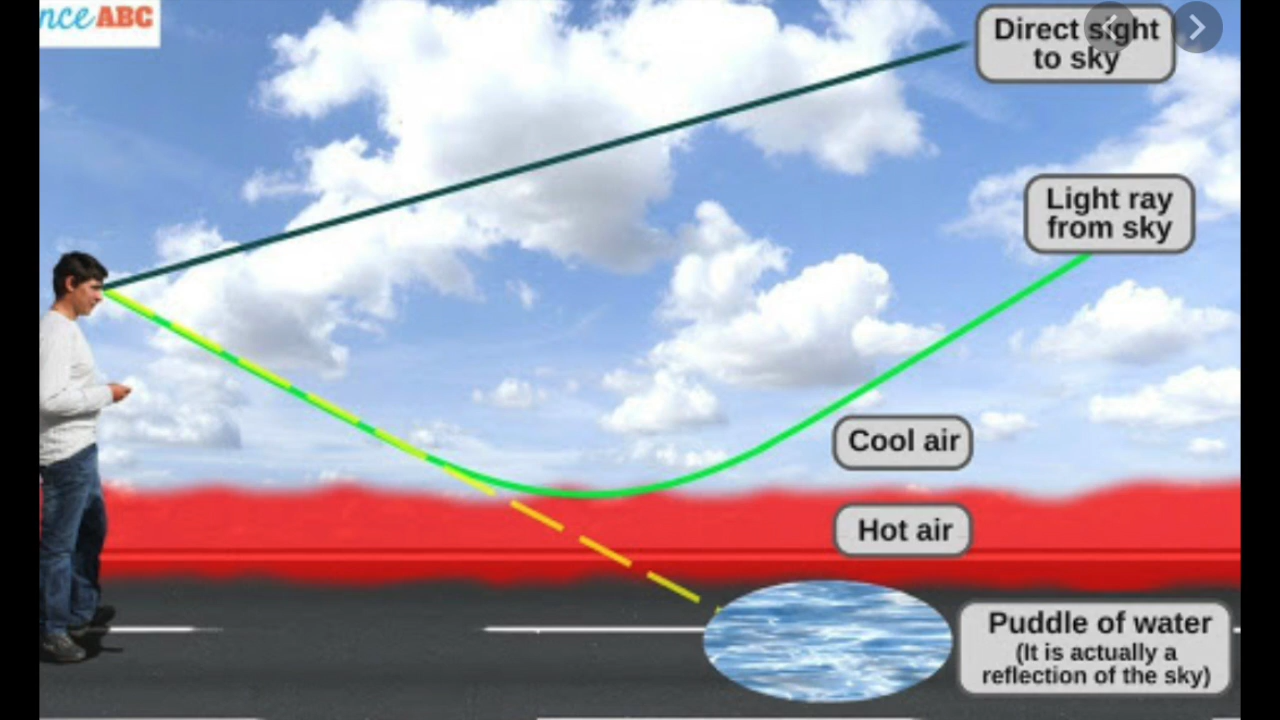 nce ABC
Direct sight
to sky
Light ray
from sky
Cool air
Hot air
Puddle of water
(It is actually a
reflection of the sky)